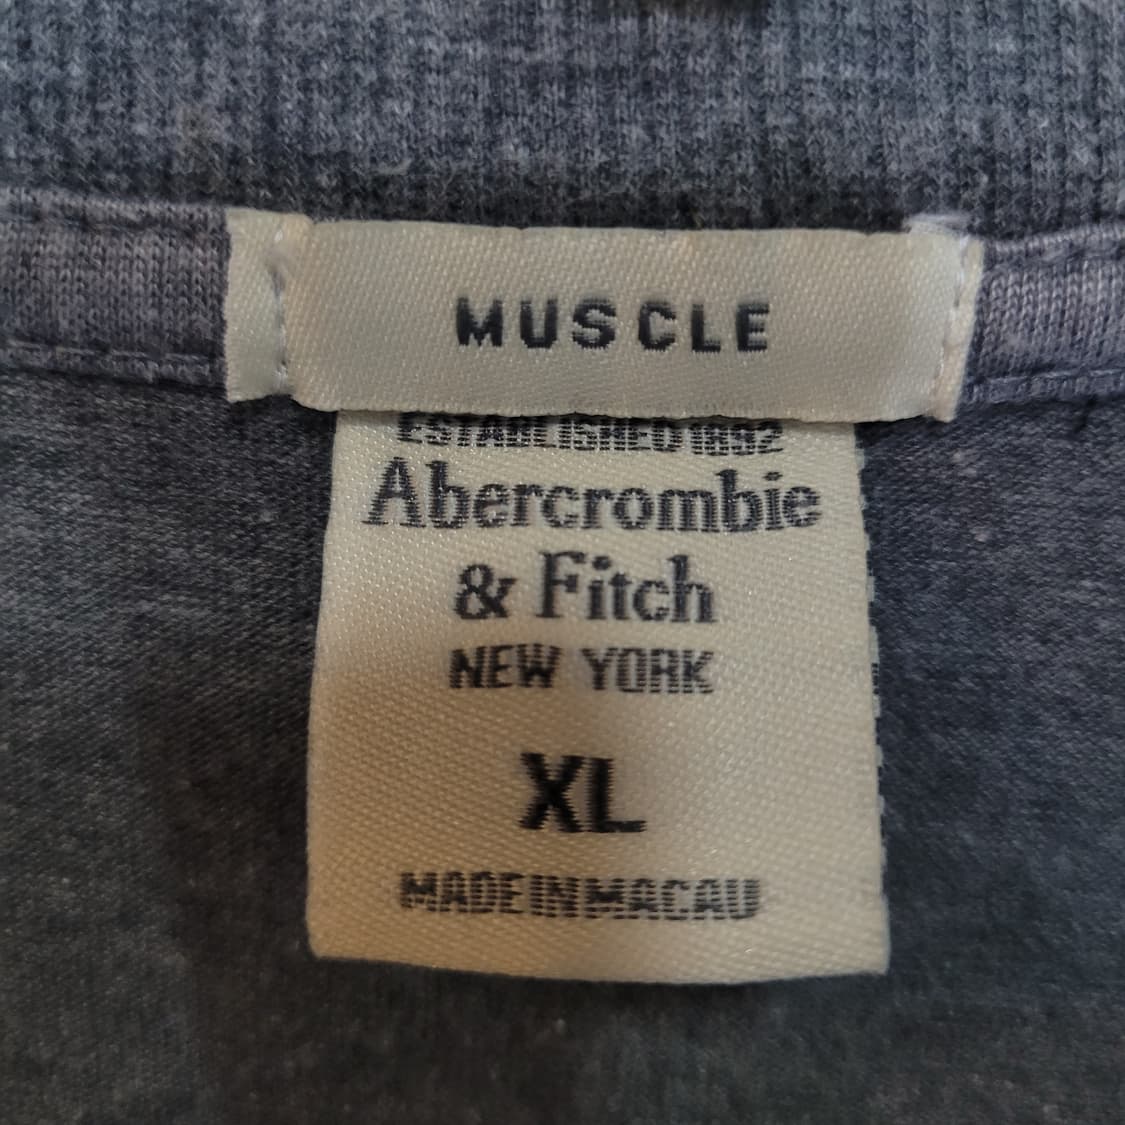 MUSCLE
ESTABLISHED 1892
Abercrombie
& Fitch
NEW YORK
XL
MADE IN MACAU